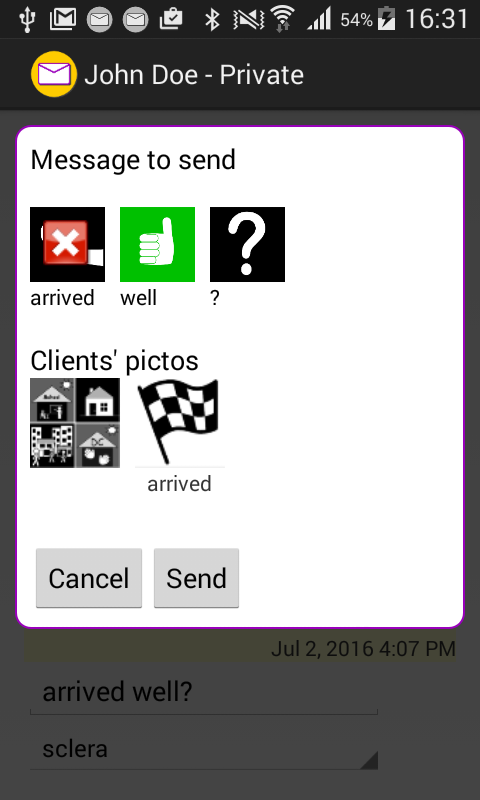 54% 16:31
John Doe - Private
Message to send
?
arrived well ?
Clients' pictos
arrived
Cancel Send
Jul 2, 2016 4:07 PM
arrived well?
sclera